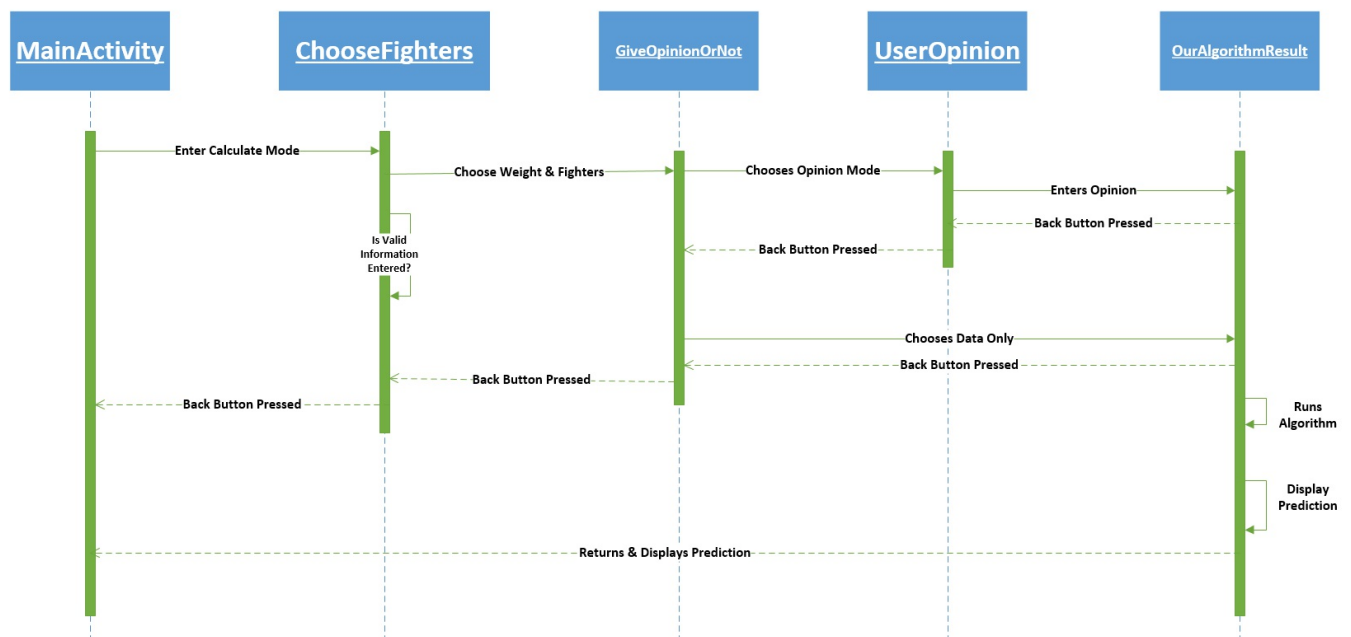 MainActivity
ChooseFighters
GiveOpinionOrNot
UserOpinion
OurAlgorithmResult
Enter Calculate Mode
Choose Weight & Fighters
Chooses Opinion Mode
Enters Opinion
Back Button Pressed
Back Button Pressed
Is Valid
Information
Entered?
Chooses Data Only
Back Button Pressed
Back Button Pressed
Back Button Pressed
Runs
Algorithm
Display
Prediction
Returns & Displays Prediction